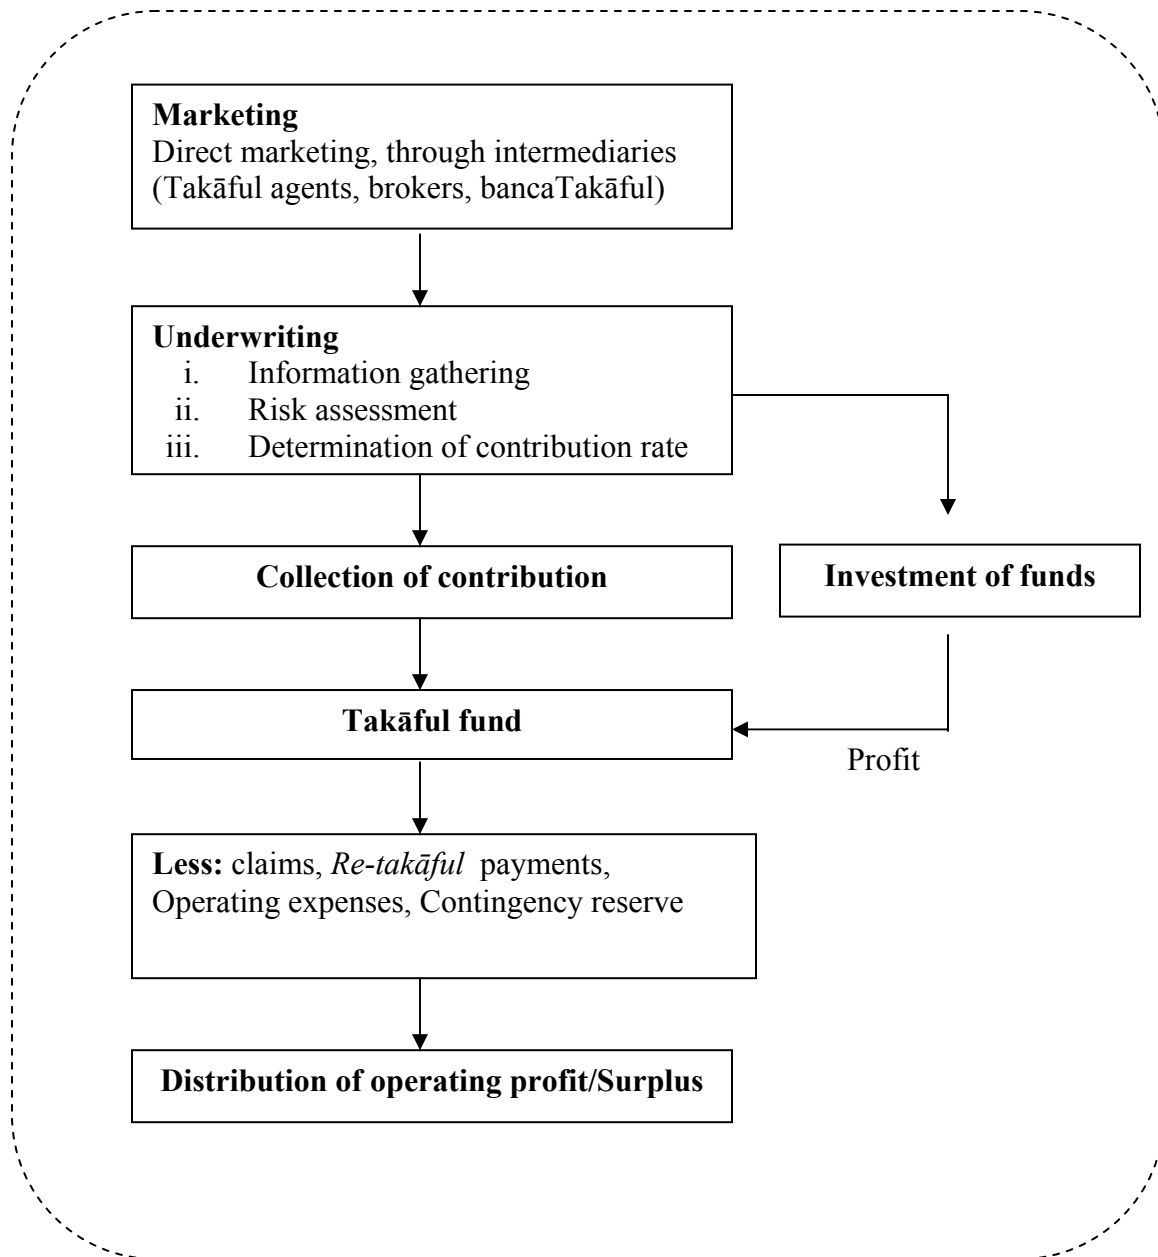 Marketing
Direct marketing, through intermediaries
(Takāful agents, brokers, bancaTakāful)
Underwriting
i. Information gathering
ii. Risk assessment
iii. Determination of contribution rate
Collection of contribution
Investment of funds
Takāful fund
Profit
Less: claims, Re-takāful payments,
Operating expenses, Contingency reserve
Distribution of operating profit/Surplus